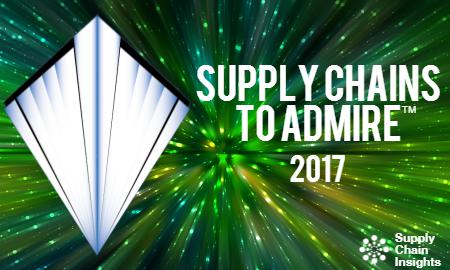 SUPPLY CHAINS
TO ADMIRE™
2017
Supply
Chain
Insights